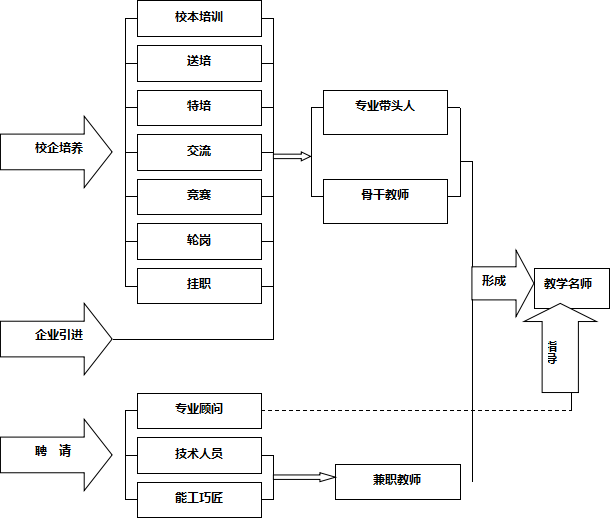 校本培训
送培
特培
校企培养
交流
竞赛
轮岗
挂职
专业带头人
骨干教师
形成
教学名师
指导
企业引进
专业顾问
聘 请
技术人员
能工巧匠
兼职教师